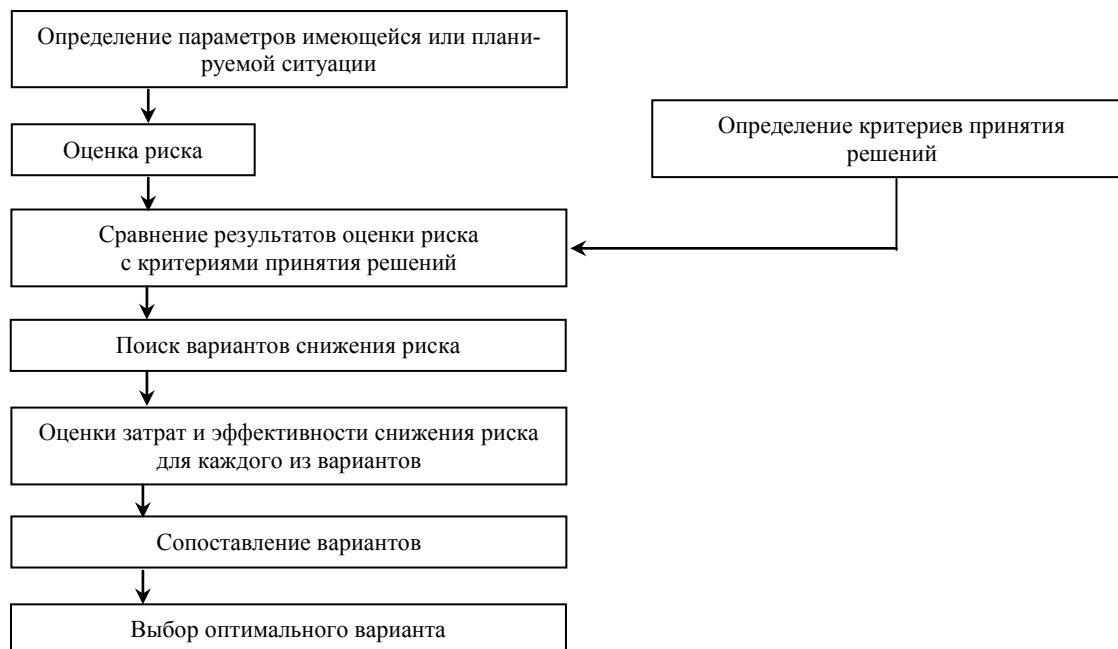 Определение параметров имеющейся или плани-
руемой ситуации
Оценка риска
Определение критериев принятия
решений
Сравнение результатов оценки риска
с критериями принятия решений
Поиск вариантов снижения риска
Оценки затрат и эффективности снижения риска
для каждого из вариантов
Сопоставление вариантов
Выбор оптимального варианта